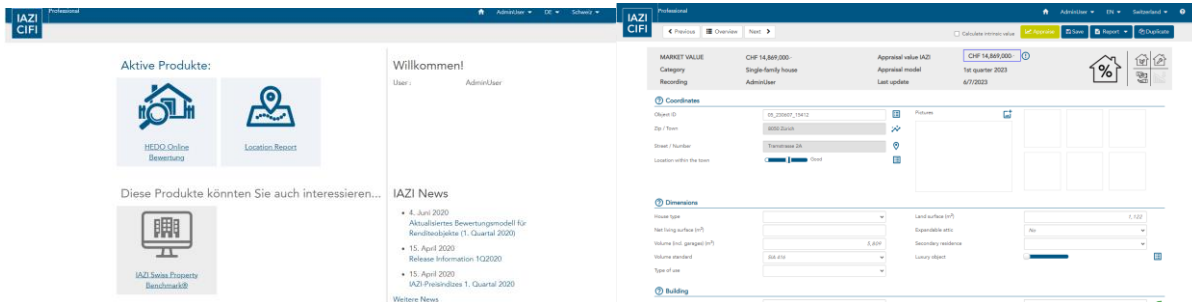 IAZI
CIFI
Professional
AdminUser
DE
Schweiz
Aktive Produkte:
HEDO Online
Bewertung
Location Report
Diese Produkte könnten Sie auch interessieren...
IAZI Swiss Property
Benchmark®
Willkommen!
User :
AdminUser
IAZI News
4. Juni 2020
Aktualisiertes Bewertungsmodell für
Renditeobjekte (1. Quartal 2020)
15. April 2020
Release Information 1Q2020
15. April 2020
IAZI-Preisindizes 1. Quartal 2020
Weitere News
IAZI
CIFI
Professional
AdminUser
EN
Switzerland
Previous
Overview
Next
Calculate intrinsic value
Appraise
Save
Report
Duplicate
MARKET VALUE
CHF 14,869,000.-
Appraisal value IAZI
CHF 14,869,000.-
Category
Single-family house
Appraisal model
1st quarter 2023
Recording
AdminUser
Last update
6/7/2023
%
Coordinates
Object ID
Pictures
Zip / Town
8050 Zürich
Street / Number
Location within the town
Good
Dimensions
House type
Land surface (m²)
1,122
Net living surface (m²)
Expandable attic
No
Volume (incl. garages) (m³)
Secondary residence
Volume standard
SIA 416
Luxury object
Type of use
Building